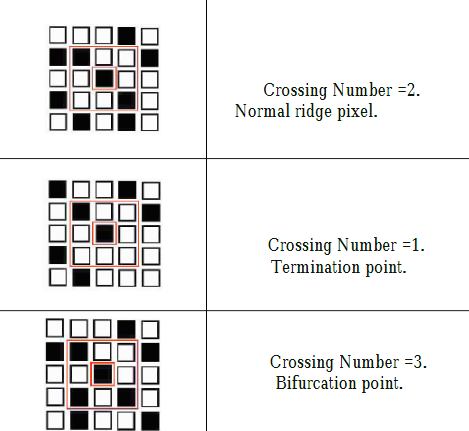 Crossing Number =2.
Normal ridge pixel.
Crossing Number =1.
Termination point.
Crossing Number =3.
Bifurcation point.